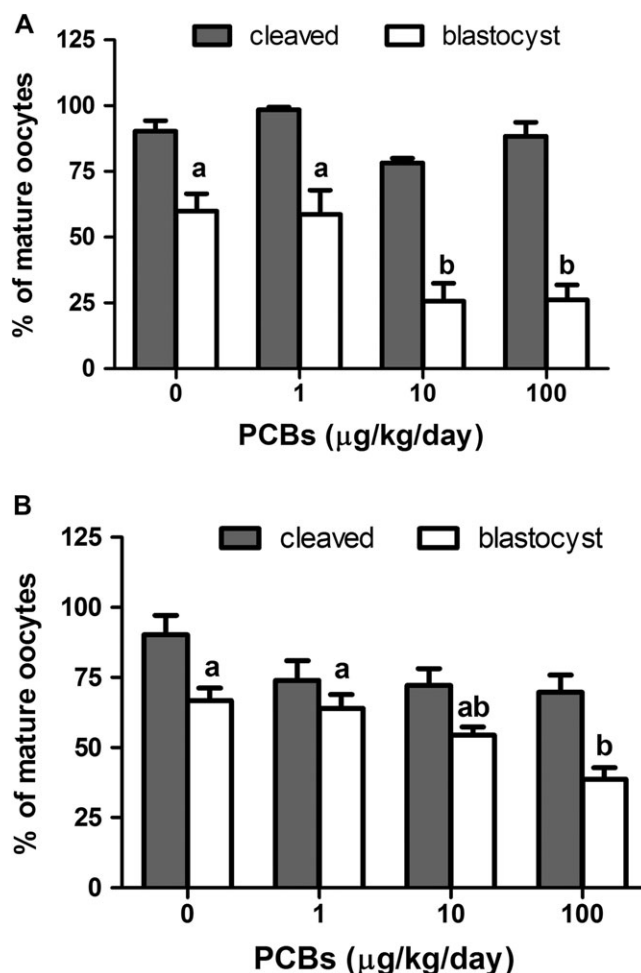 A
125
cleaved blastocyst
100
75
50
25
0
% of mature oocytes
a a b b
0 1 10 100
PCBs (μg/kg/day)
B
125
cleaved blastocyst
100
75
50
25
0
% of mature oocytes
a a ab b
0 1 10 100
PCBs (μg/kg/day)